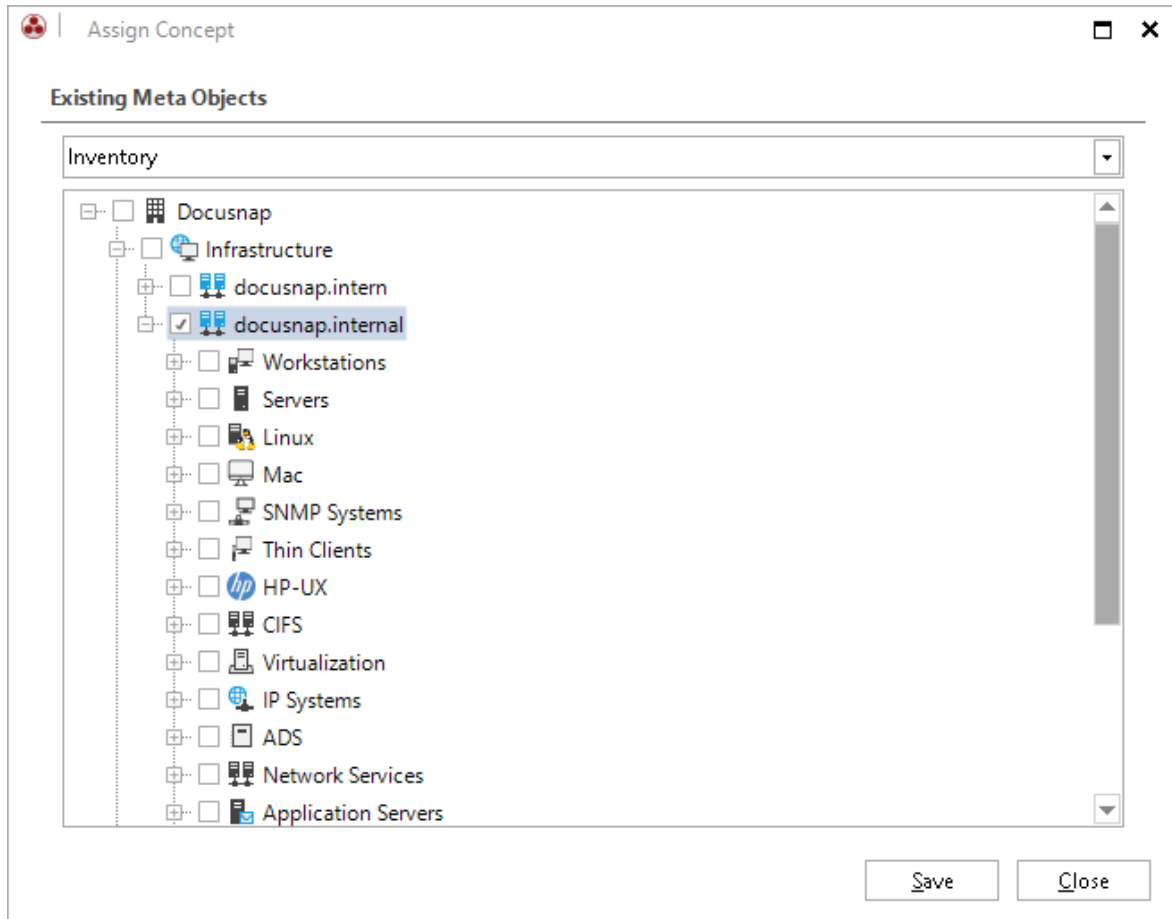 Assign Concept
Existing Meta Objects
Inventory
Docusnap
Infrastructure
docusnap.intern
docusnap.internal
Workstations
Servers
Linux
Mac
SNMP Systems
Thin Clients
hp HP-UX
CIFS
Virtualization
IP Systems
ADS
Network Services
Application Servers
Save Close